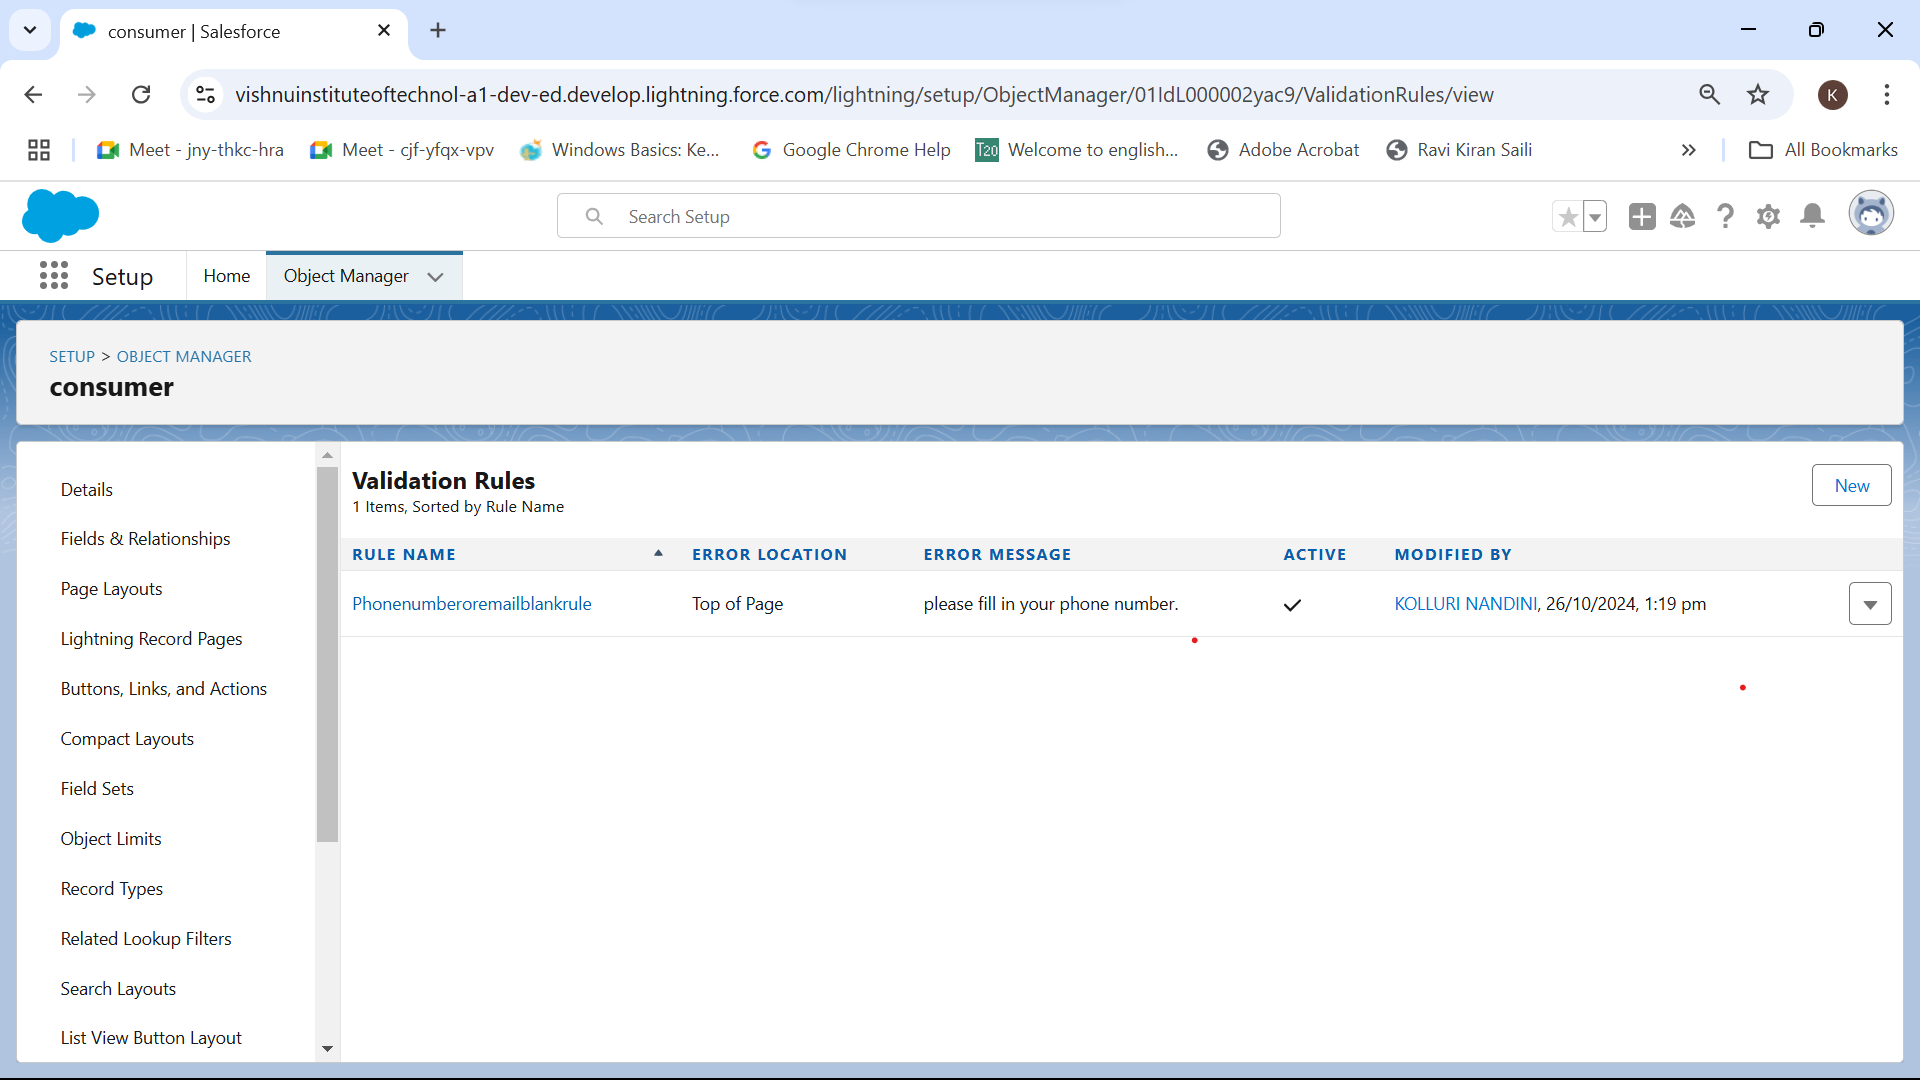 consumer | Salesforce
vishnuinstituteoftechnol-a1-dev-ed.develop.lightning.force.com/lightning/setup/ObjectManager/01IdL000002yac9/ValidationRules/view
K
Meet - jny-thkc-hra
Meet - cjf-yfqx-vpv
Windows Basics: Ke...
Google Chrome Help
T20
Welcome to english...
Adobe Acrobat
Ravi Kiran Saili
All Bookmarks
Search Setup
Setup
Home
Object Manager
SETUP > OBJECT MANAGER
consumer
Details
Fields & Relationships
Page Layouts
Lightning Record Pages
Buttons, Links, and Actions
Compact Layouts
Field Sets
Object Limits
Record Types
Related Lookup Filters
Search Layouts
List View Button Layout
Validation Rules
1 Items, Sorted by Rule Name
New
RULE NAME ERROR LOCATION ERROR MESSAGE ACTIVE MODIFIED BY
Phonenumberoremailblankrule Top of Page please fill in your phone number. KOLLURI NANDINI, 26/10/2024, 1:19 pm